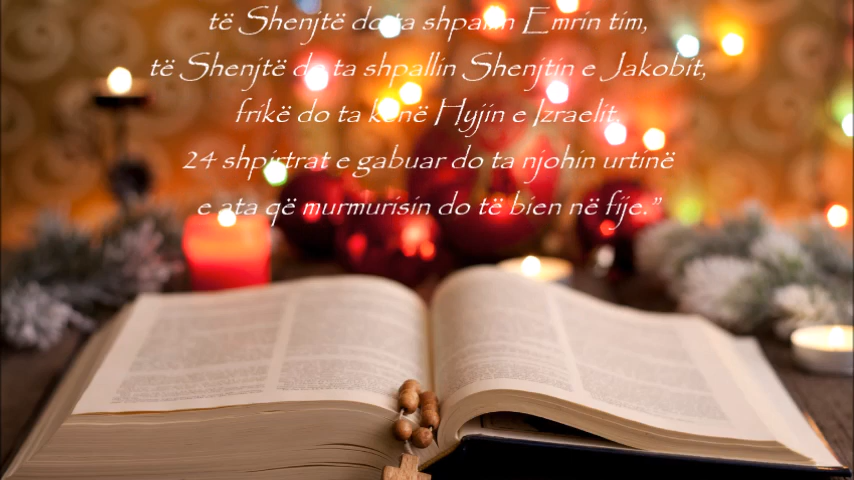 të Shenjtë do ta shpallin Emrin tim,
të Shenjtë do ta shpallin Shenjtin e Jakobit,
frikë do ta kenë Hyjin e Izraelit.
24 shpirtrat e gabuar do ta njohin urtinë
e ata që murmurisin do të bien në fije.”